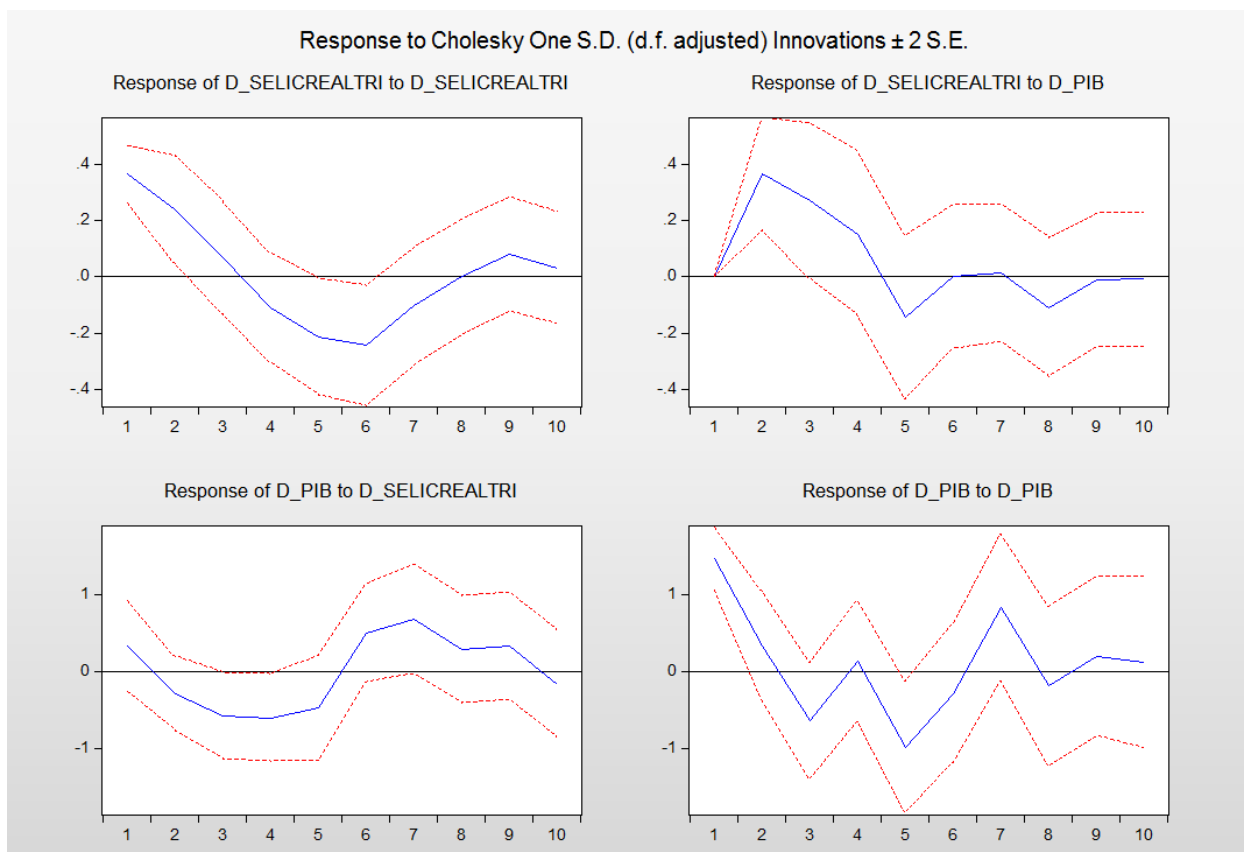 Response to Cholesky One S.D. (d.f. adjusted) Innovations ± 2 S.E.
Response of D_SELICREALTRI to D_SELICREALTRI
.4
.2
.0
-.2
-.4
1 2 3 4 5 6 7 8 9 10
Response of D_SELICREALTRI to D_PIB
.4
.2
.0
-.2
-.4
1 2 3 4 5 6 7 8 9 10
Response of D_PIB to D_SELICREALTRI
1
0
-1
1 2 3 4 5 6 7 8 9 10
Response of D_PIB to D_PIB
1
0
-1
1 2 3 4 5 6 7 8 9 10